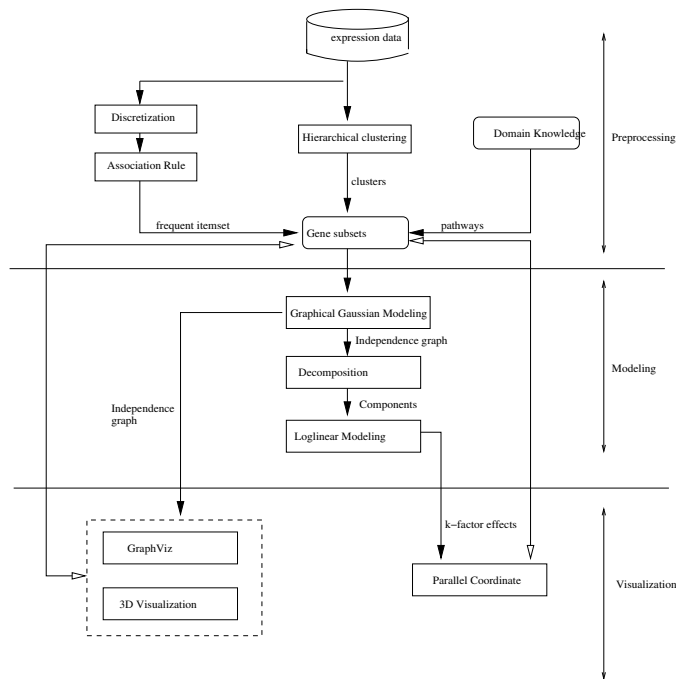 expression data
Discretization
Hierarchical clustering
Domain Knowledge
Preprocessing
Association Rule
clusters
frequent itemset
pathways
Gene subsets
Graphical Gaussian Modeling
Independence graph
Decomposition
Modeling
Components
Independence
graph
Loglinear Modeling
k-factor effects
GraphViz
Parallel Coordinate
Visualization
3D Visualization